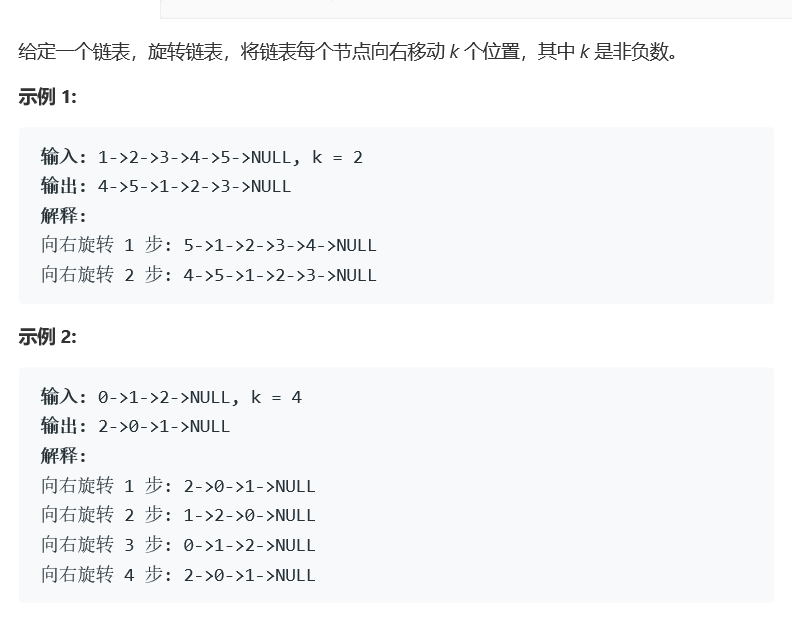 给定一个链表，旋转链表，将链表每个节点向右移动 k 个位置，其中 k 是非负数。
示例 1:
输入: 1->2->3->4->5->NULL, k = 2
输出: 4->5->1->2->3->NULL
解释:
向右旋转 1 步: 5->1->2->3->4->NULL
向右旋转 2 步: 4->5->1->2->3->NULL
示例 2:
输入: 0->1->2->NULL, k = 4
输出: 2->0->1->NULL
解释:
向右旋转 1 步: 2->0->1->NULL
向右旋转 2 步: 1->2->0->NULL
向右旋转 3 步: 0->1->2->NULL
向右旋转 4 步: 2->0->1->NULL